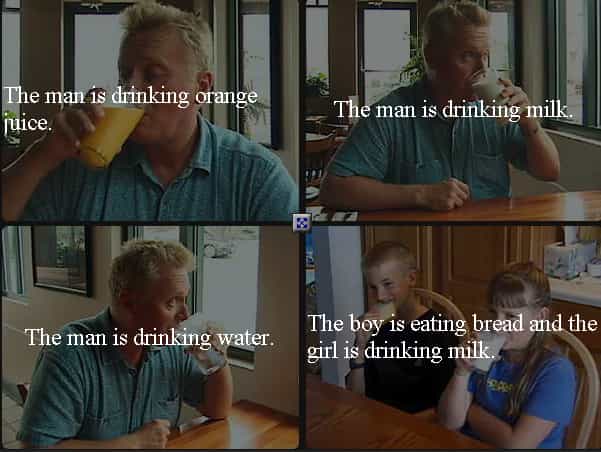 The man is drinking orange
juice.
The man is drinking milk.
The man is drinking water.
The boy is eating bread and the
girl is drinking milk.